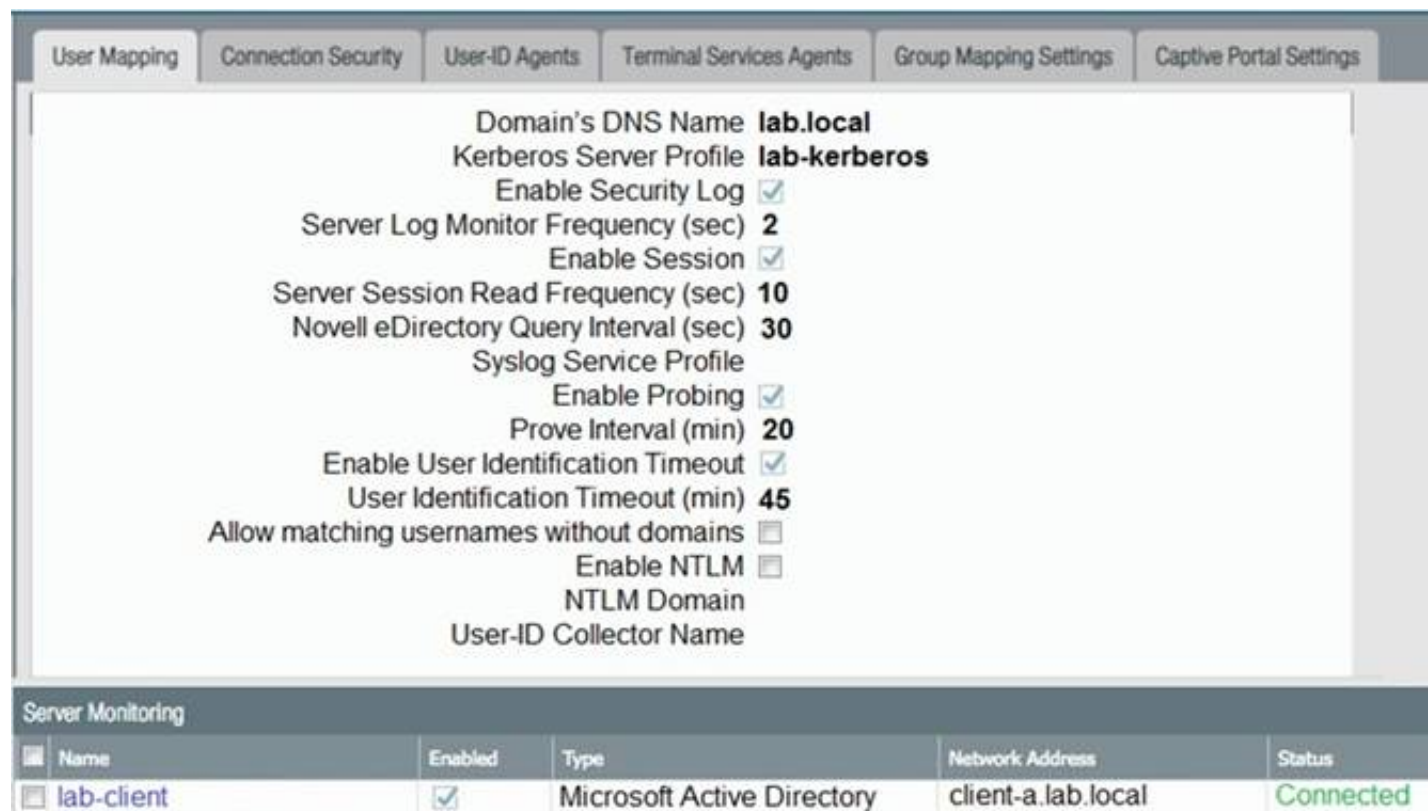 User Mapping Connection Security User-ID Agents Terminal Services Agents Group Mapping Settings Captive Portal Settings
Domain's DNS Name lab.local
Kerberos Server Profile lab-kerberos
Enable Security Log
Server Log Monitor Frequency (sec) 2
Enable Session
Server Session Read Frequency (sec) 10
Novell eDirectory Query Interval (sec) 30
Syslog Service Profile
Enable Probing
Prove Interval (min) 20
Enable User Identification Timeout
User Identification Timeout (min) 45
Allow matching usernames without domains
Enable NTLM
NTLM Domain
User-ID Collector Name
Server Monitoring
Name Enabled Type Network Address Status
lab-client Microsoft Active Directory client-a.lab.local Connected